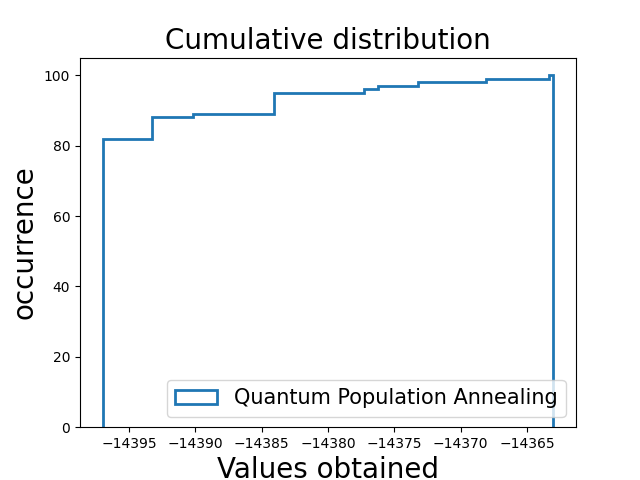 Cumulative distribution
100
80
60
40
20
0
occurrence
Quantum Population Annealing
−14395 −14390 −14385 −14380 −14375 −14370 −14365
Values obtained